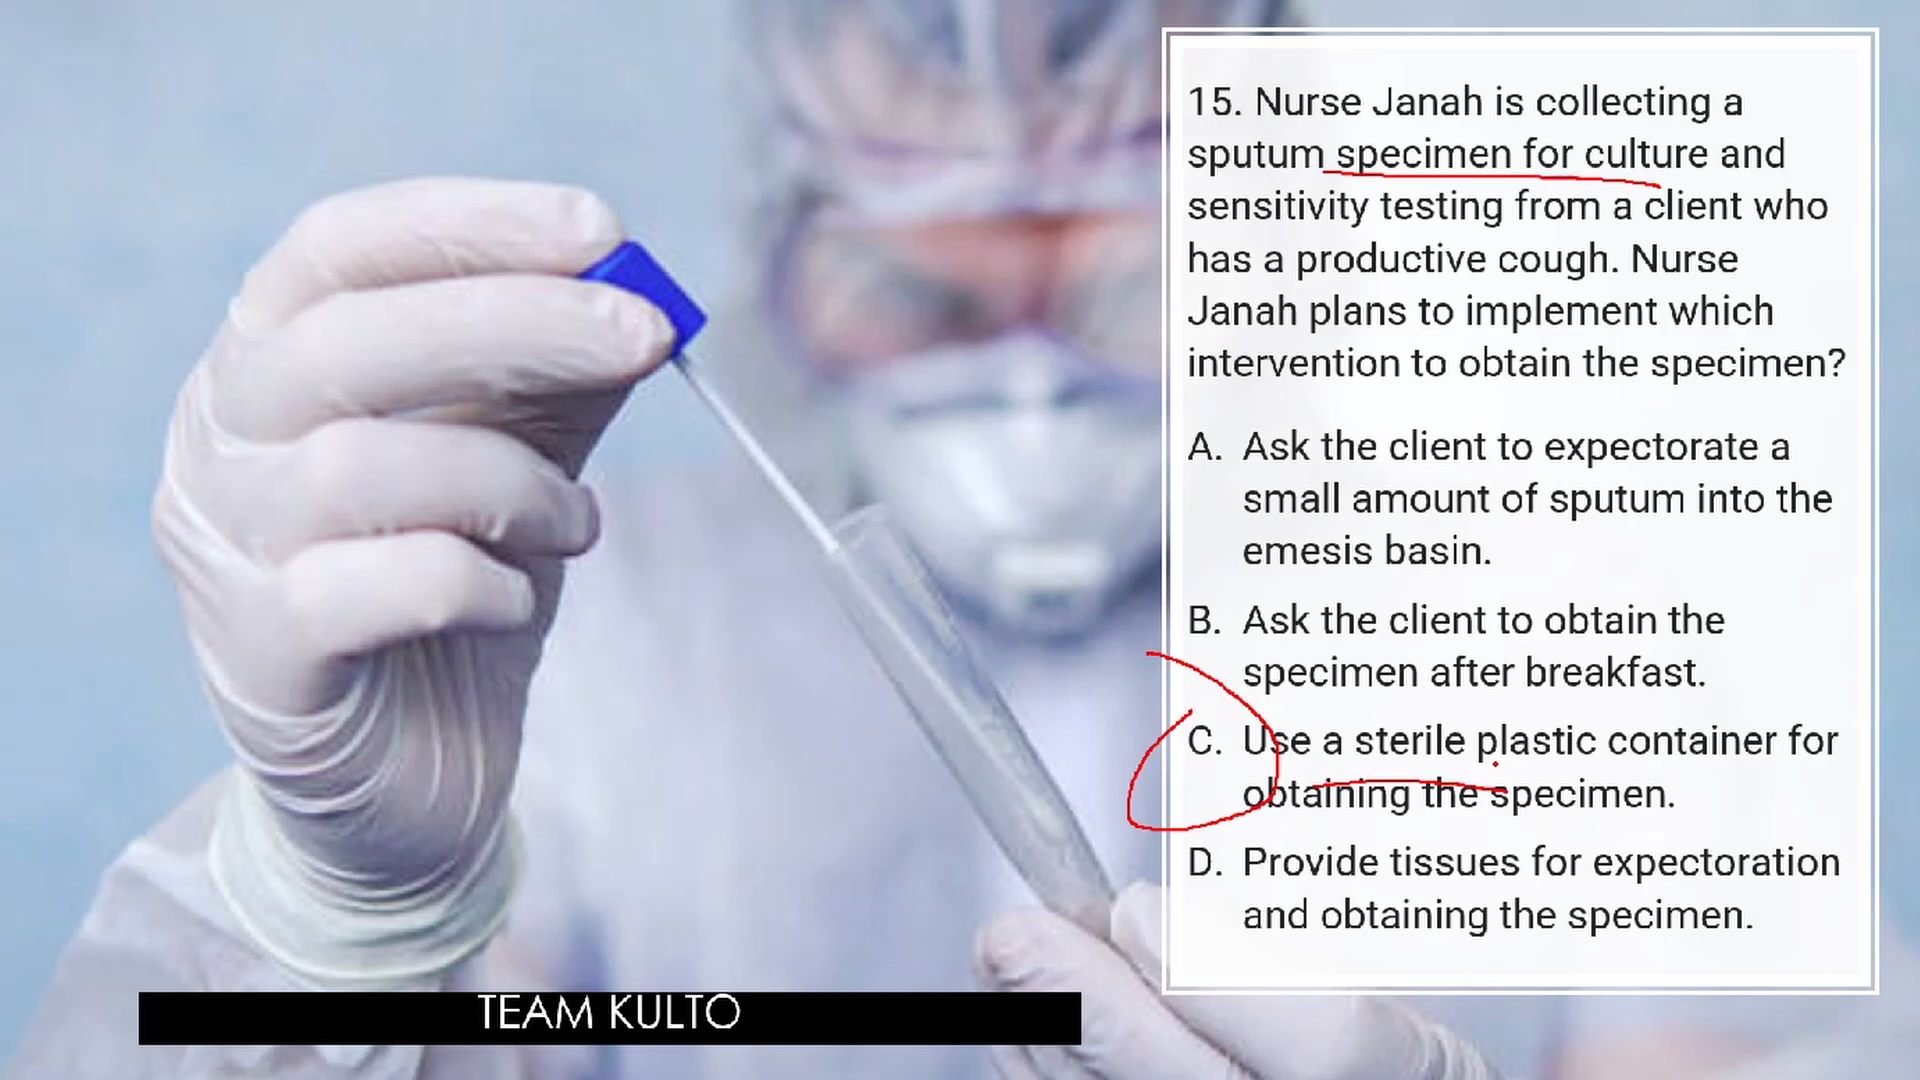 15. Nurse Janah is collecting a
sputum specimen for culture and
sensitivity testing from a client who
has a productive cough. Nurse
Janah plans to implement which
intervention to obtain the specimen?
A. Ask the client to expectorate a
small amount of sputum into the
emesis basin.
B. Ask the client to obtain the
specimen after breakfast.
C. Use a sterile plastic container for
obtaining the specimen.
D. Provide tissues for expectoration
and obtaining the specimen.
TEAM KULTO